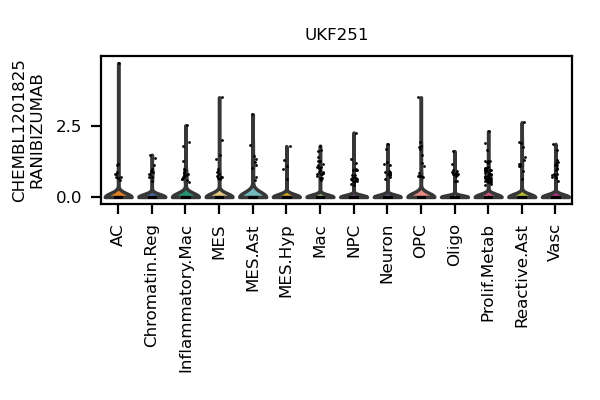 UKF251
CHEMBL1201825
RANIBIZUMAB
2.5
0.0
AC
Chromatin.Reg
Inflammatory.Mac
MES
MES.Ast
MES.Hyp
Mac
NPC
Neuron
OPC
Oligo
Prolif.Metab
Reactive.Ast
Vasc